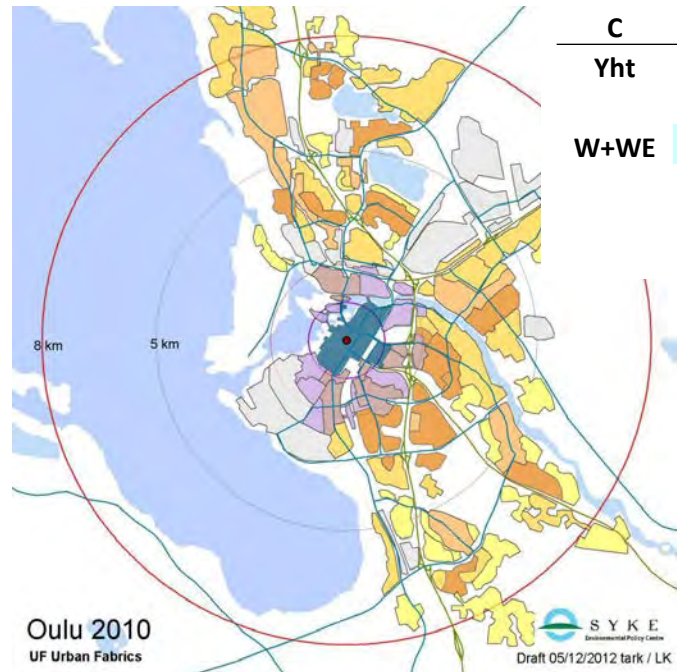 C
Yht
W+WE
8 km
5 km
Oulu 2010
UF Urban Fabrics
SYKE
Environmental Policy Centre
Draft 05/12/2012 tark / LK